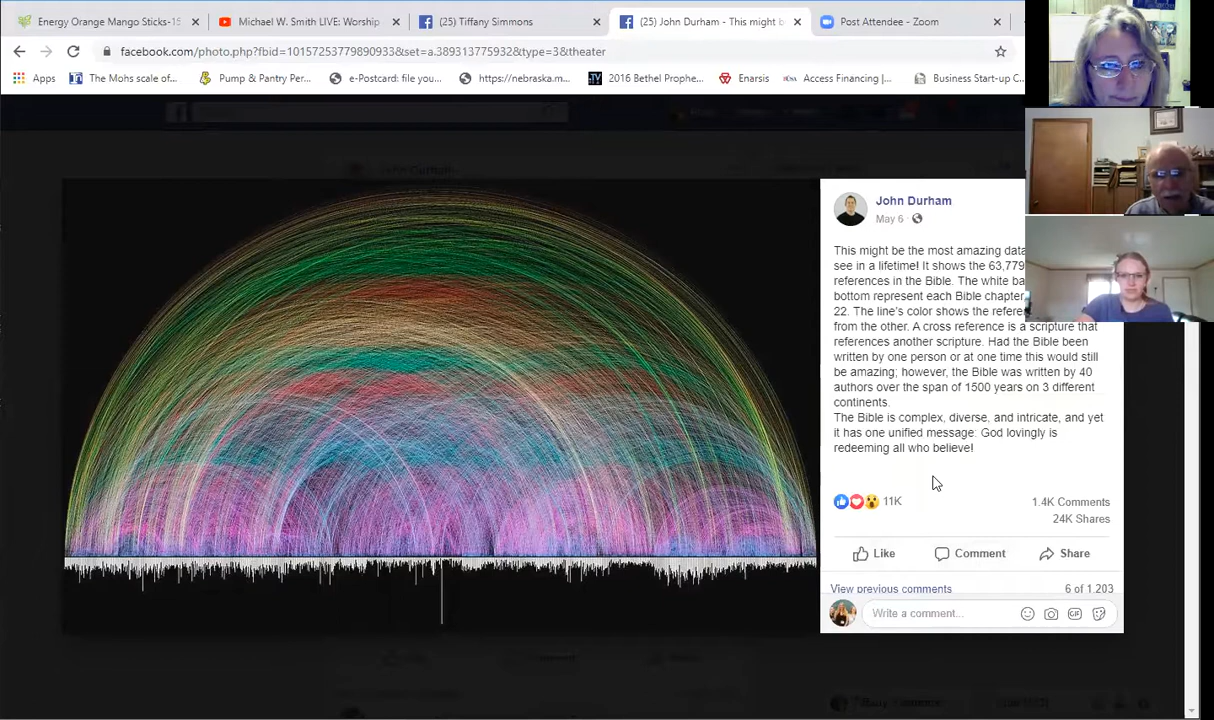 Energy Orange Mango Sticks-15
Michael W. Smith LIVE: Worship
(25) Tiffany Simmons
(25) John Durham - This might b
Post Attendee - Zoom
facebook.com/photo.php?fbid=10157253779890933&set=a.389313775932&type=3&theater
Apps
The Mohs scale of...
Pump & Pantry Per...
e-Postcard: file you...
https://nebraska.m...
2016 Bethel Prophe...
Enarsis
Access Financing |...
Business Start-up C...
John Durham
May 6
This might be the most amazing data
see in a lifetime! It shows the 63,779
references in the Bible. The white ba
bottom represent each Bible chapter
22. The line's color shows the refere
from the other. A cross reference is a scripture that
references another scripture. Had the Bible been
written by one person or at one time this would still
be amazing; however, the Bible was written by 40
authors over the span of 1500 years on 3 different
continents.
The Bible is complex, diverse, and intricate, and yet
it has one unified message: God lovingly is
redeeming all who believe!
11K
1.4K Comments
24K Shares
Like
Comment
Share
View previous comments
6 of 1,203
Write a comment...
GIF